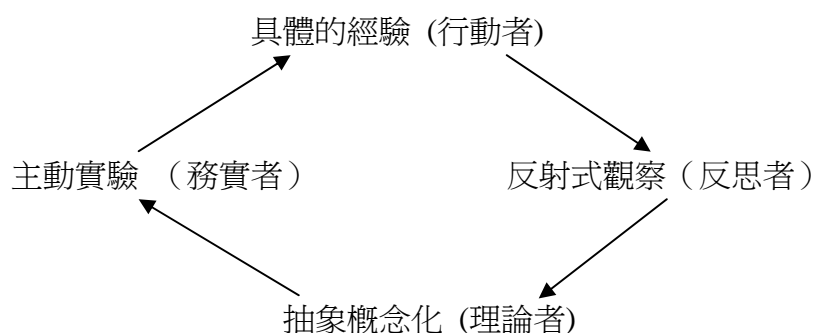 具體的經驗 (行動者)
主動實驗 （務實者）
反射式觀察（反思者）
抽象概念化 (理論者)